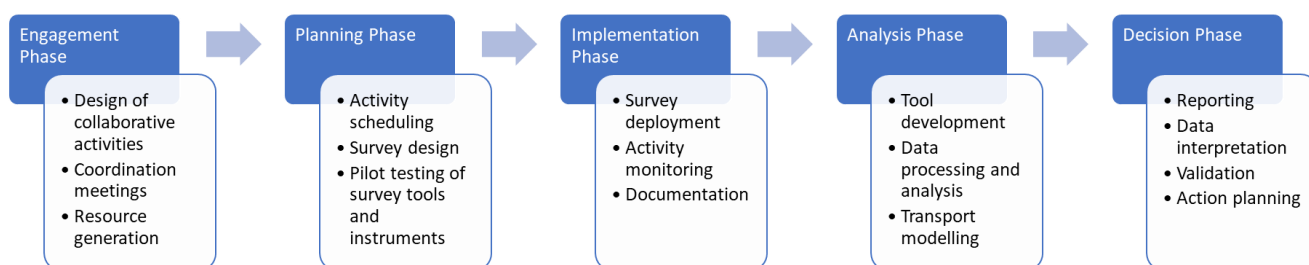 Engagement
Phase
• Design of
collaborative
activities
• Coordination
meetings
• Resource
generation
Planning Phase
• Activity
scheduling
• Survey design
• Pilot testing of
survey tools
and
instruments
Implementation
Phase
• Survey
deployment
• Activity
monitoring
• Documentation
Analysis Phase
• Tool
development
• Data
processing and
analysis
• Transport
modelling
Decision Phase
• Reporting
• Data
interpretation
• Validation
• Action planning